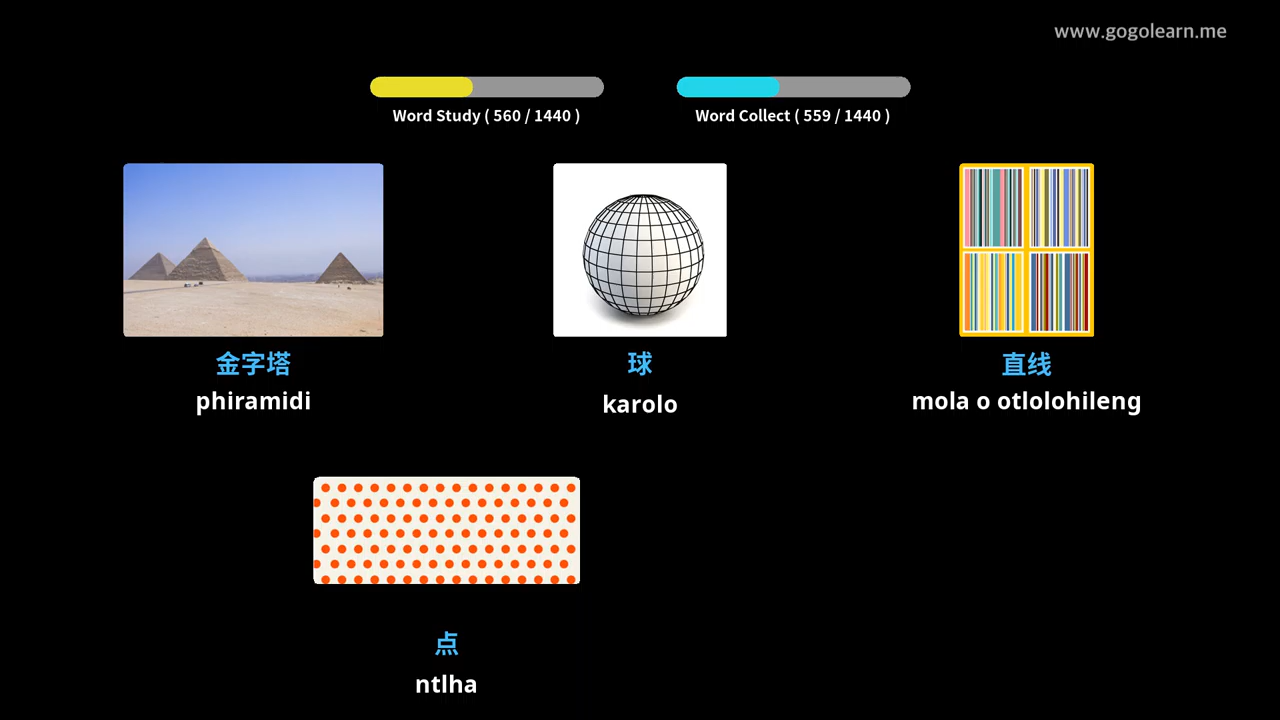 www.gogolearn.me
Word Study ( 560 / 1440 )
Word Collect ( 559 / 1440 )
金字塔
phiramidi
球
karolo
直线
mola o otlolohileng
点
ntlha